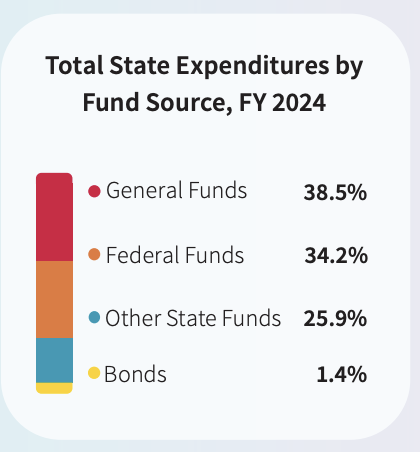 Total State Expenditures by
Fund Source, FY 2024
General Funds 38.5%
Federal Funds 34.2%
Other State Funds 25.9%
Bonds 1.4%